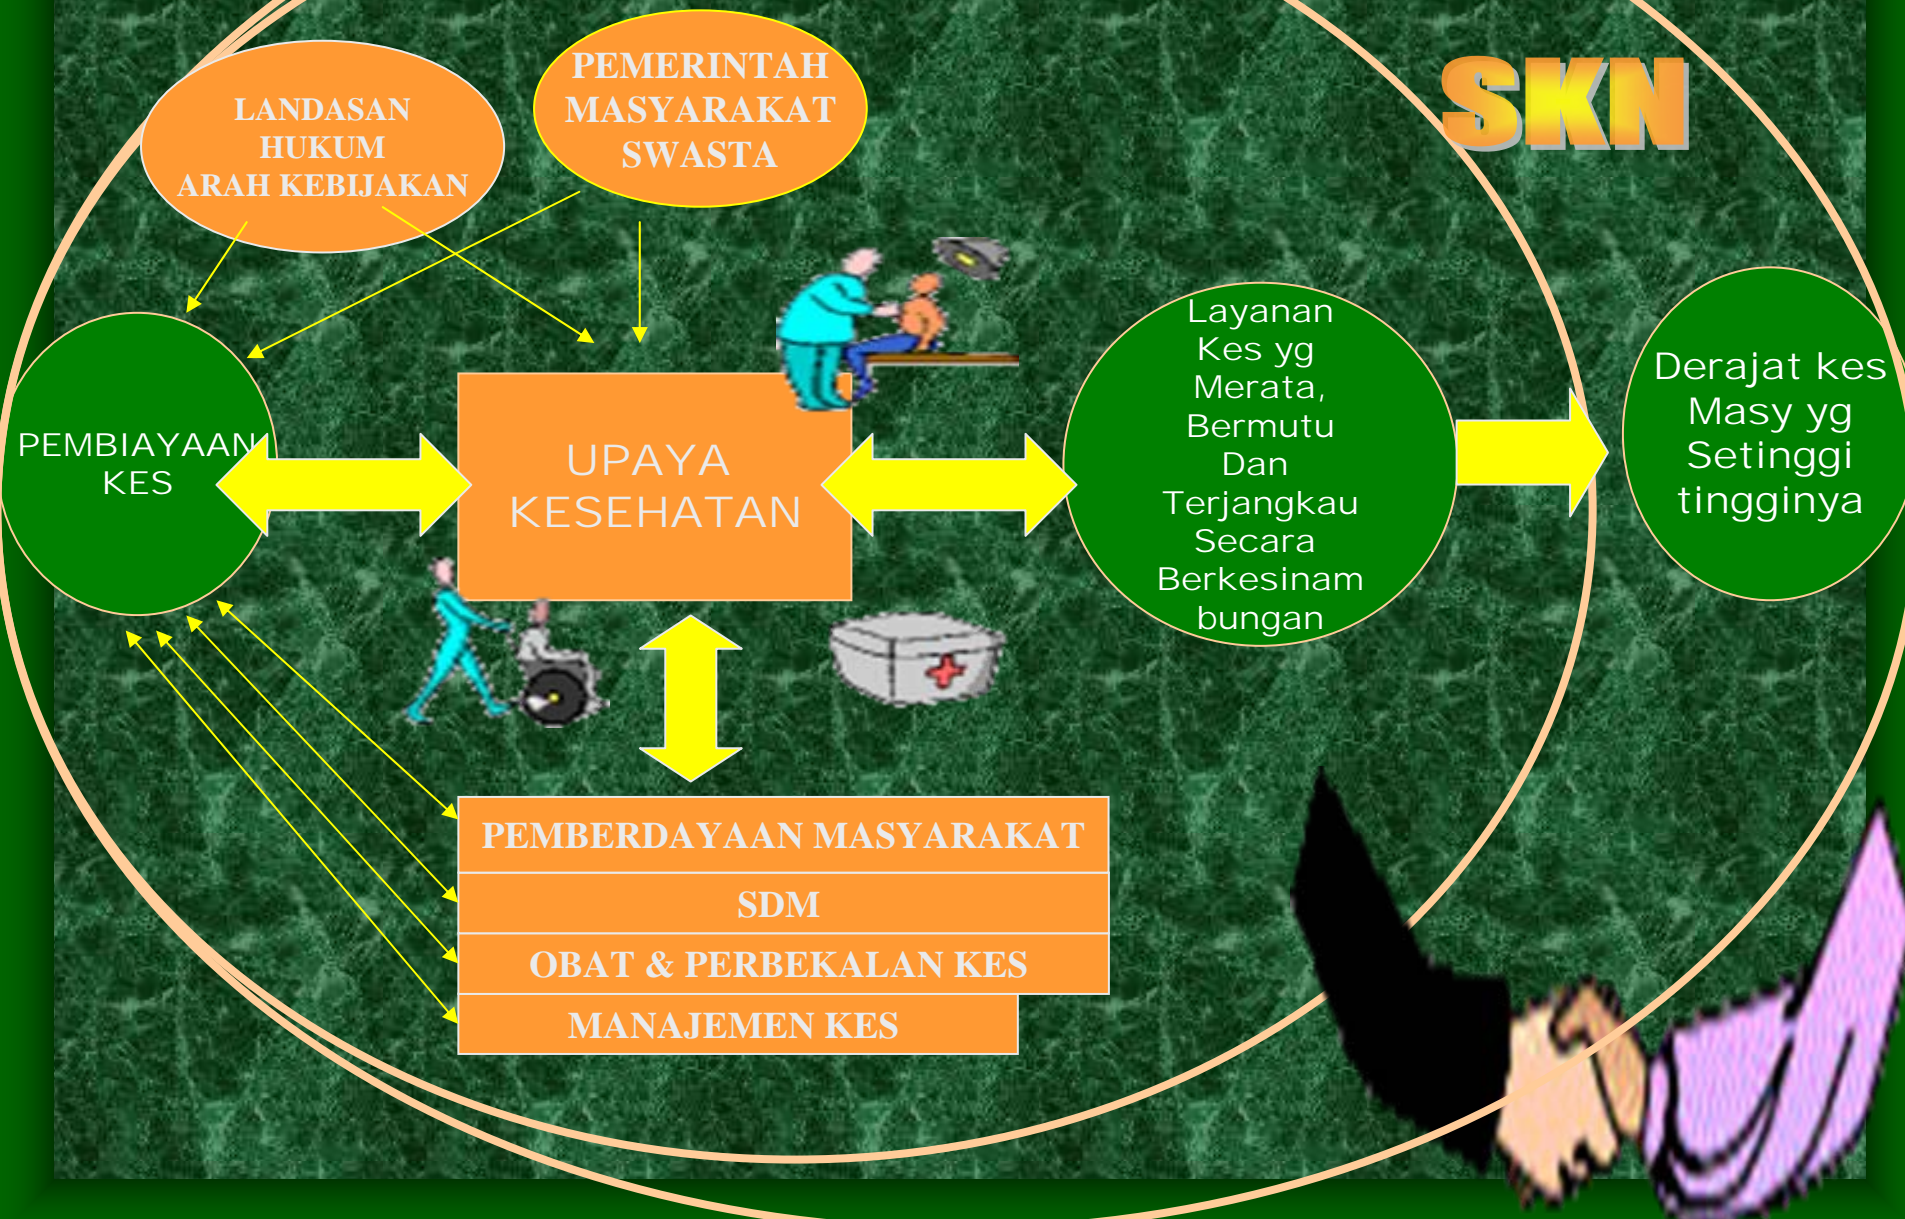 LANDASAN
HUKUM
ARAH KEBIJAKAN
PEMERINTAH
MASYARAKAT
SWASTA
SKN
PEMBIAYAAN
KES
UPAYA
KESEHATAN
Layanan
Kes yg
Merata,
Bermutu
Dan
Terjangkau
Secara
Berkesinam
bungan
Derajat kes
Masy yg
Setinggi
tingginya
PEMBERDAYAAN MASYARAKAT
SDM
OBAT & PERBEKALAN KES
MANAJEMEN KES